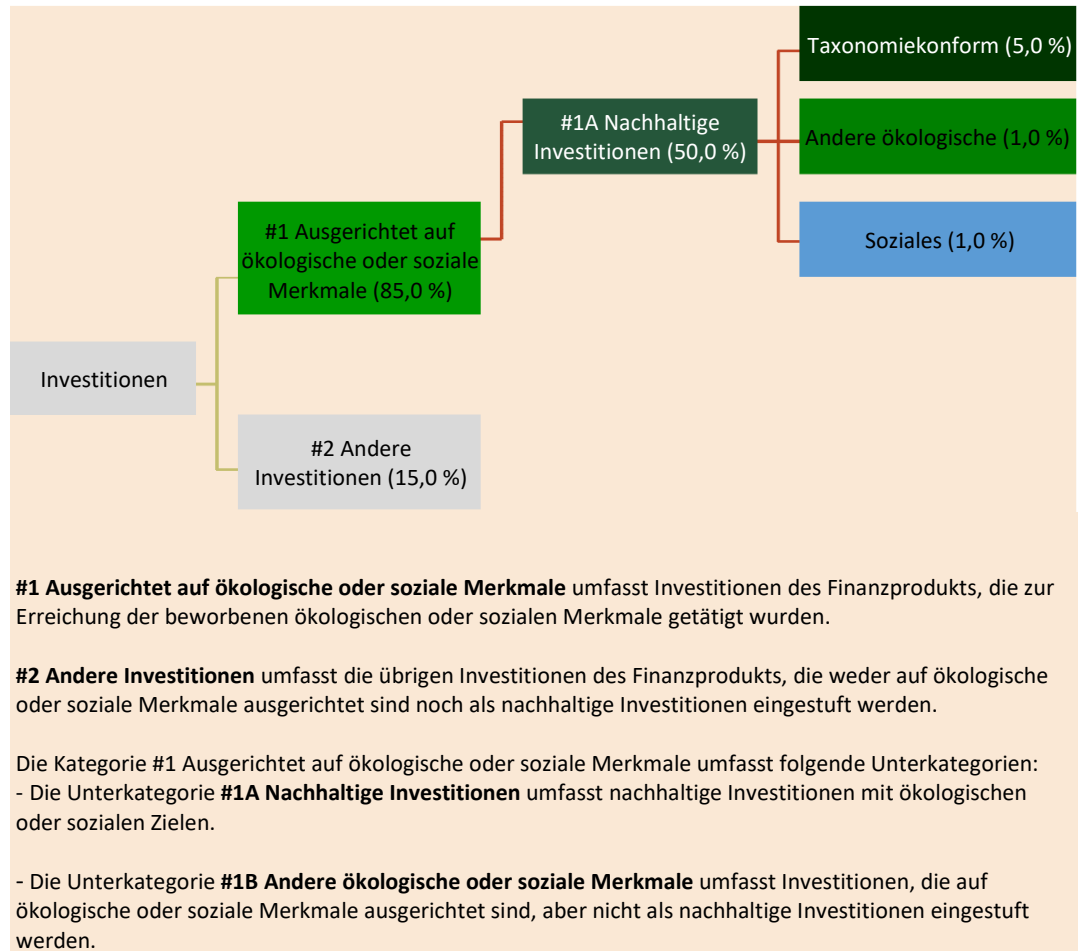 Taxonomiekonform (5,0 %)
#1A Nachhaltige
Investitionen (50,0 %)
Andere ökologische (1,0 %)
#1 Ausgerichtet auf
ökologische oder soziale
Merkmale (85,0 %)
Soziales (1,0 %)
Investitionen
#2 Andere
Investitionen (15,0 %)
#1 Ausgerichtet auf ökologische oder soziale Merkmale umfasst Investitionen des Finanzprodukts, die zur
Erreichung der beworbenen ökologischen oder sozialen Merkmale getätigt wurden.
#2 Andere Investitionen umfasst die übrigen Investitionen des Finanzprodukts, die weder auf ökologische
oder soziale Merkmale ausgerichtet sind noch als nachhaltige Investitionen eingestuft werden.
Die Kategorie #1 Ausgerichtet auf ökologische oder soziale Merkmale umfasst folgende Unterkategorien:
- Die Unterkategorie #1A Nachhaltige Investitionen umfasst nachhaltige Investitionen mit ökologischen
oder sozialen Zielen.
- Die Unterkategorie #1B Andere ökologische oder soziale Merkmale umfasst Investitionen, die auf
ökologische oder soziale Merkmale ausgerichtet sind, aber nicht als nachhaltige Investitionen eingestuft
werden.